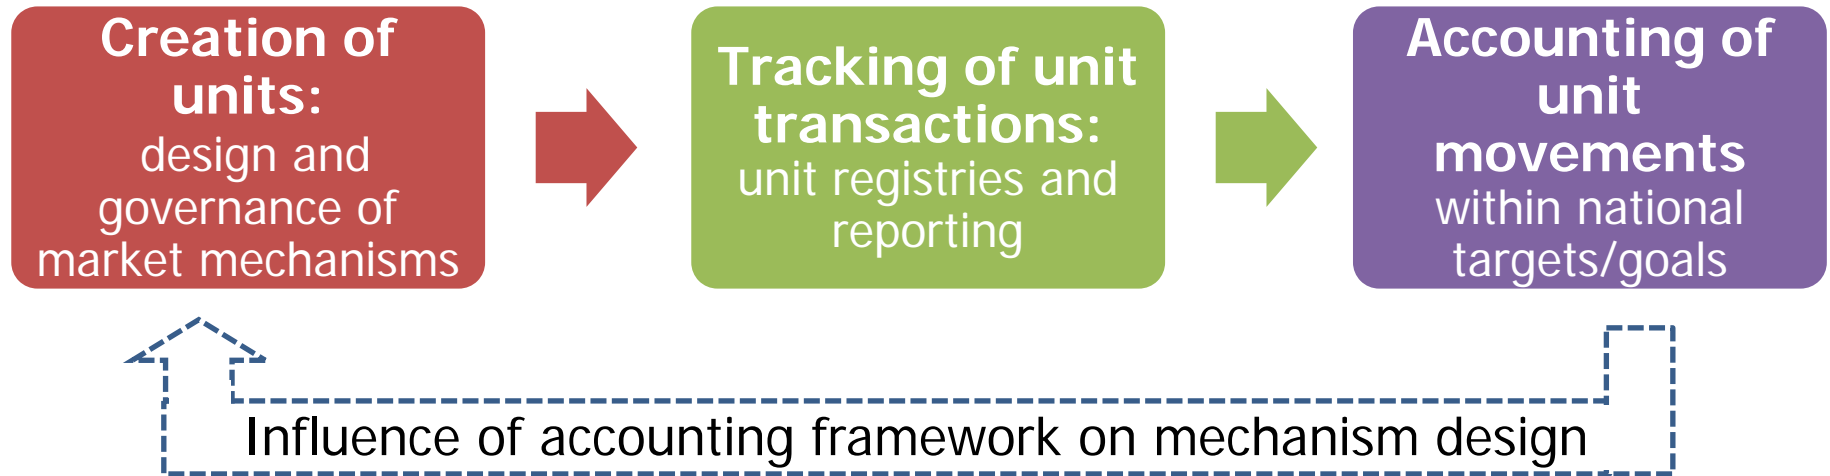 Creation of
units:
design and
governance of
market mechanisms
Tracking of unit
transactions:
unit registries and
reporting
Accounting of
unit
movements
within national
targets/goals
Influence of accounting framework on mechanism design